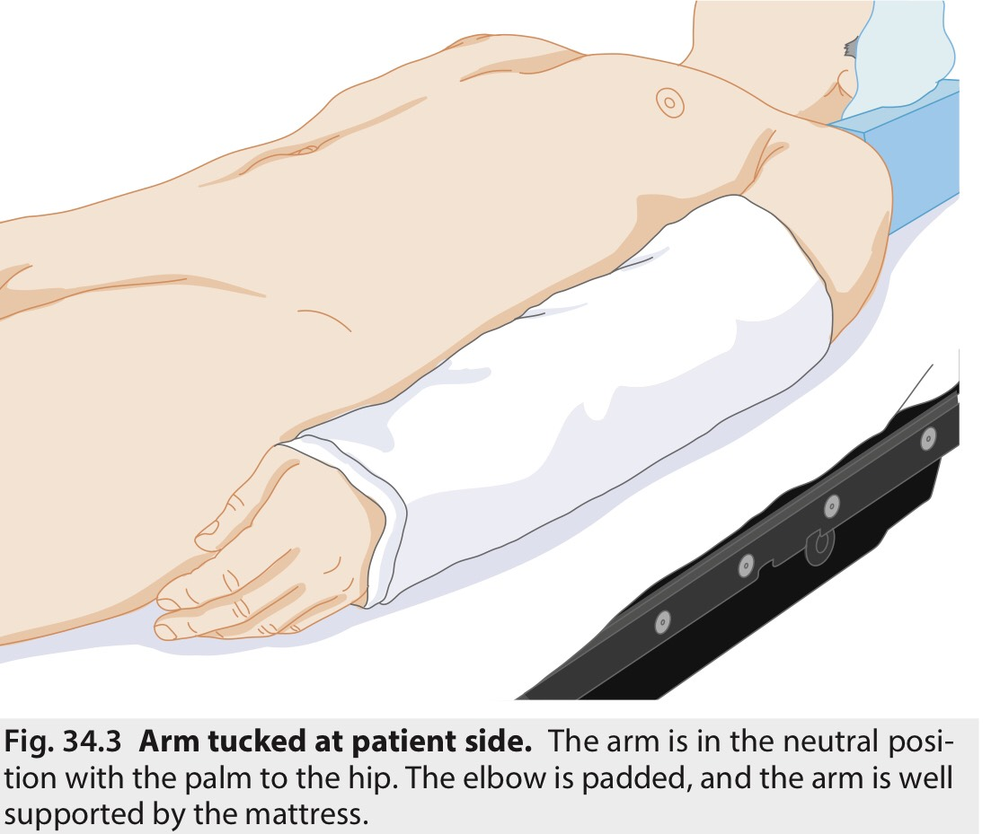 Fig. 34.3 Arm tucked at patient side. The arm is in the neutral posi-
tion with the palm to the hip. The elbow is padded, and the arm is well
supported by the mattress.